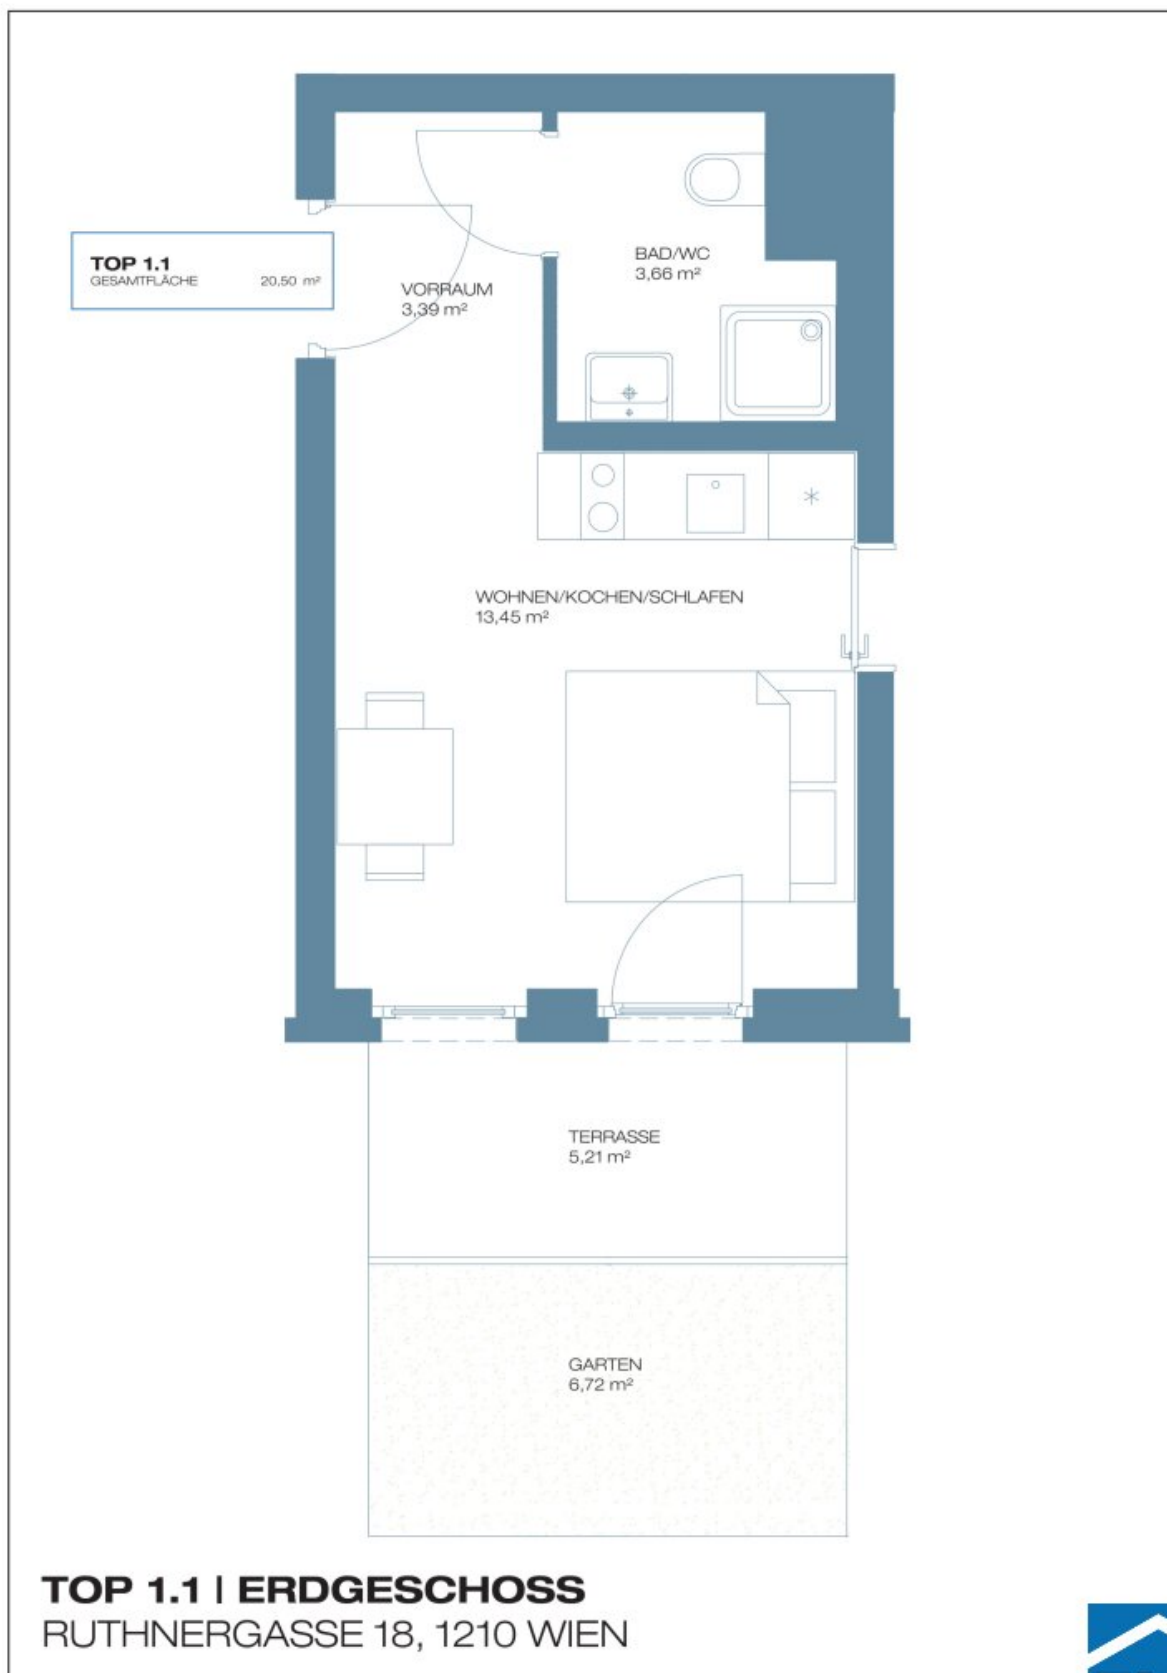 TOP 1.1
GESAMTFLÄCHE 20,50 m²
BAD/WC
3,66 m²
VORRAUM
3,39 m²
WOHNEN/KOCHEN/SCHLAFEN
13,45 m²
TERRASSE
5,21 m²
GARTEN
6,72 m²
TOP 1.1 | ERDGESCHOSS
RUTHNERGASSE 18, 1210 WIEN